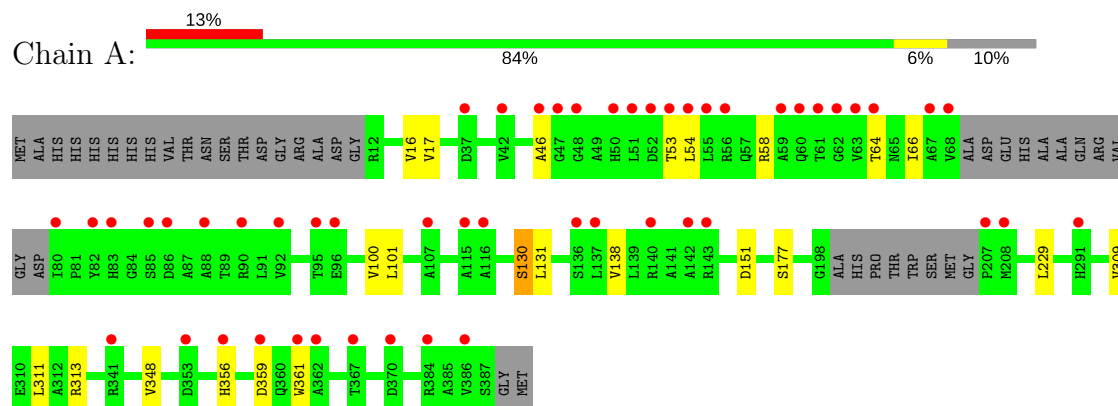 13%
Chain A:
84% 6% 10%
MET ALA HIS HIS HIS HIS HIS HIS VAL THR ASN SER THR ASP GLY ARG ALA ASP GLY R12 V16 V17 D37 V42 A46 G47 G48 A49 H50 L51 D52 T53 L54 L55 R56 Q57 R58 A59 Q60 T61 G62 V63 T64 N65 I66 A67 V68 ALA ASP GLU HIS ALA ALA GLN ARG VAL
GLY ASP I80 P81 Y82 H83 G84 S85 D86 A87 A88 T89 R90 L91 V92 T95 E96 V100 L101 A107 A115 A116 S130 L131 S136 L137 V138 L139 R140 A141 A142 R143 D151 S177 G198 ALA HIS PRO THR TRP SER MET GLY P207 M208 L229 H291 V309
E310 L311 A312 R313 R341 V348 D353 H356 D359 Q360 W361 A362 T367 D370 R384 A385 V386 S387 GLY MET